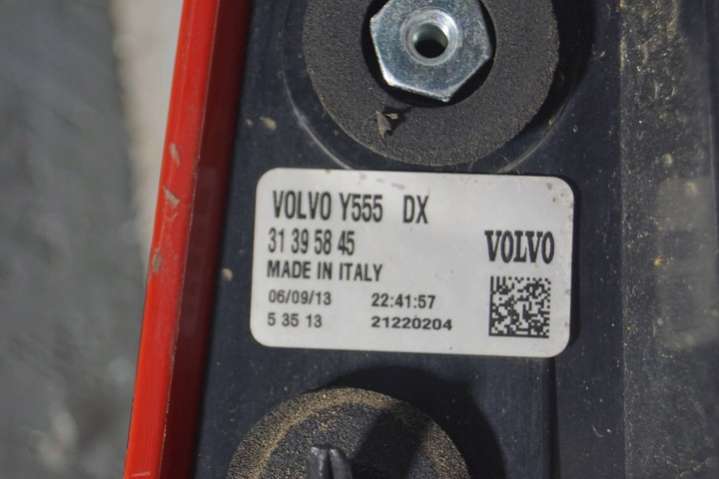 VOLVO Y555 DX
31 39 58 45
VOLVO
MADE IN ITALY
06/09/13 22:41:57
5 35 13 21220204